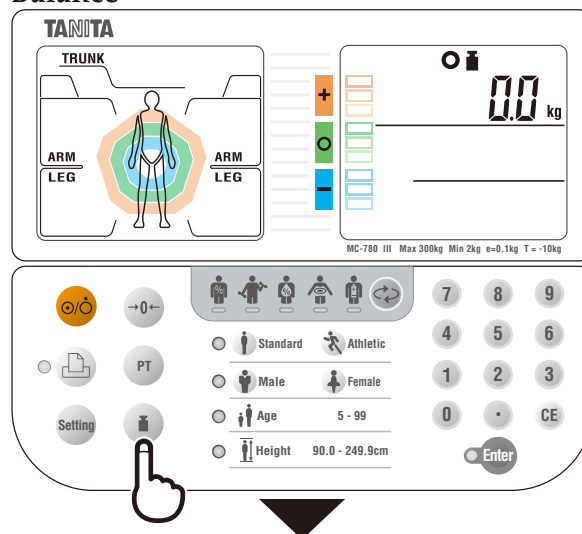 TANITA
TRUNK
ARM
LEG
ARM
LEG
+
−
0.0 kg
MC-780 III Max 300kg Min 2kg e=0.1kg T = -10kg
→0←
%
7 8 9
PT
Standard Athletic
4 5 6
Male Female
1 2 3
Setting
Age 5 - 99
0 . CE
Height 90.0 - 249.9cm
Enter